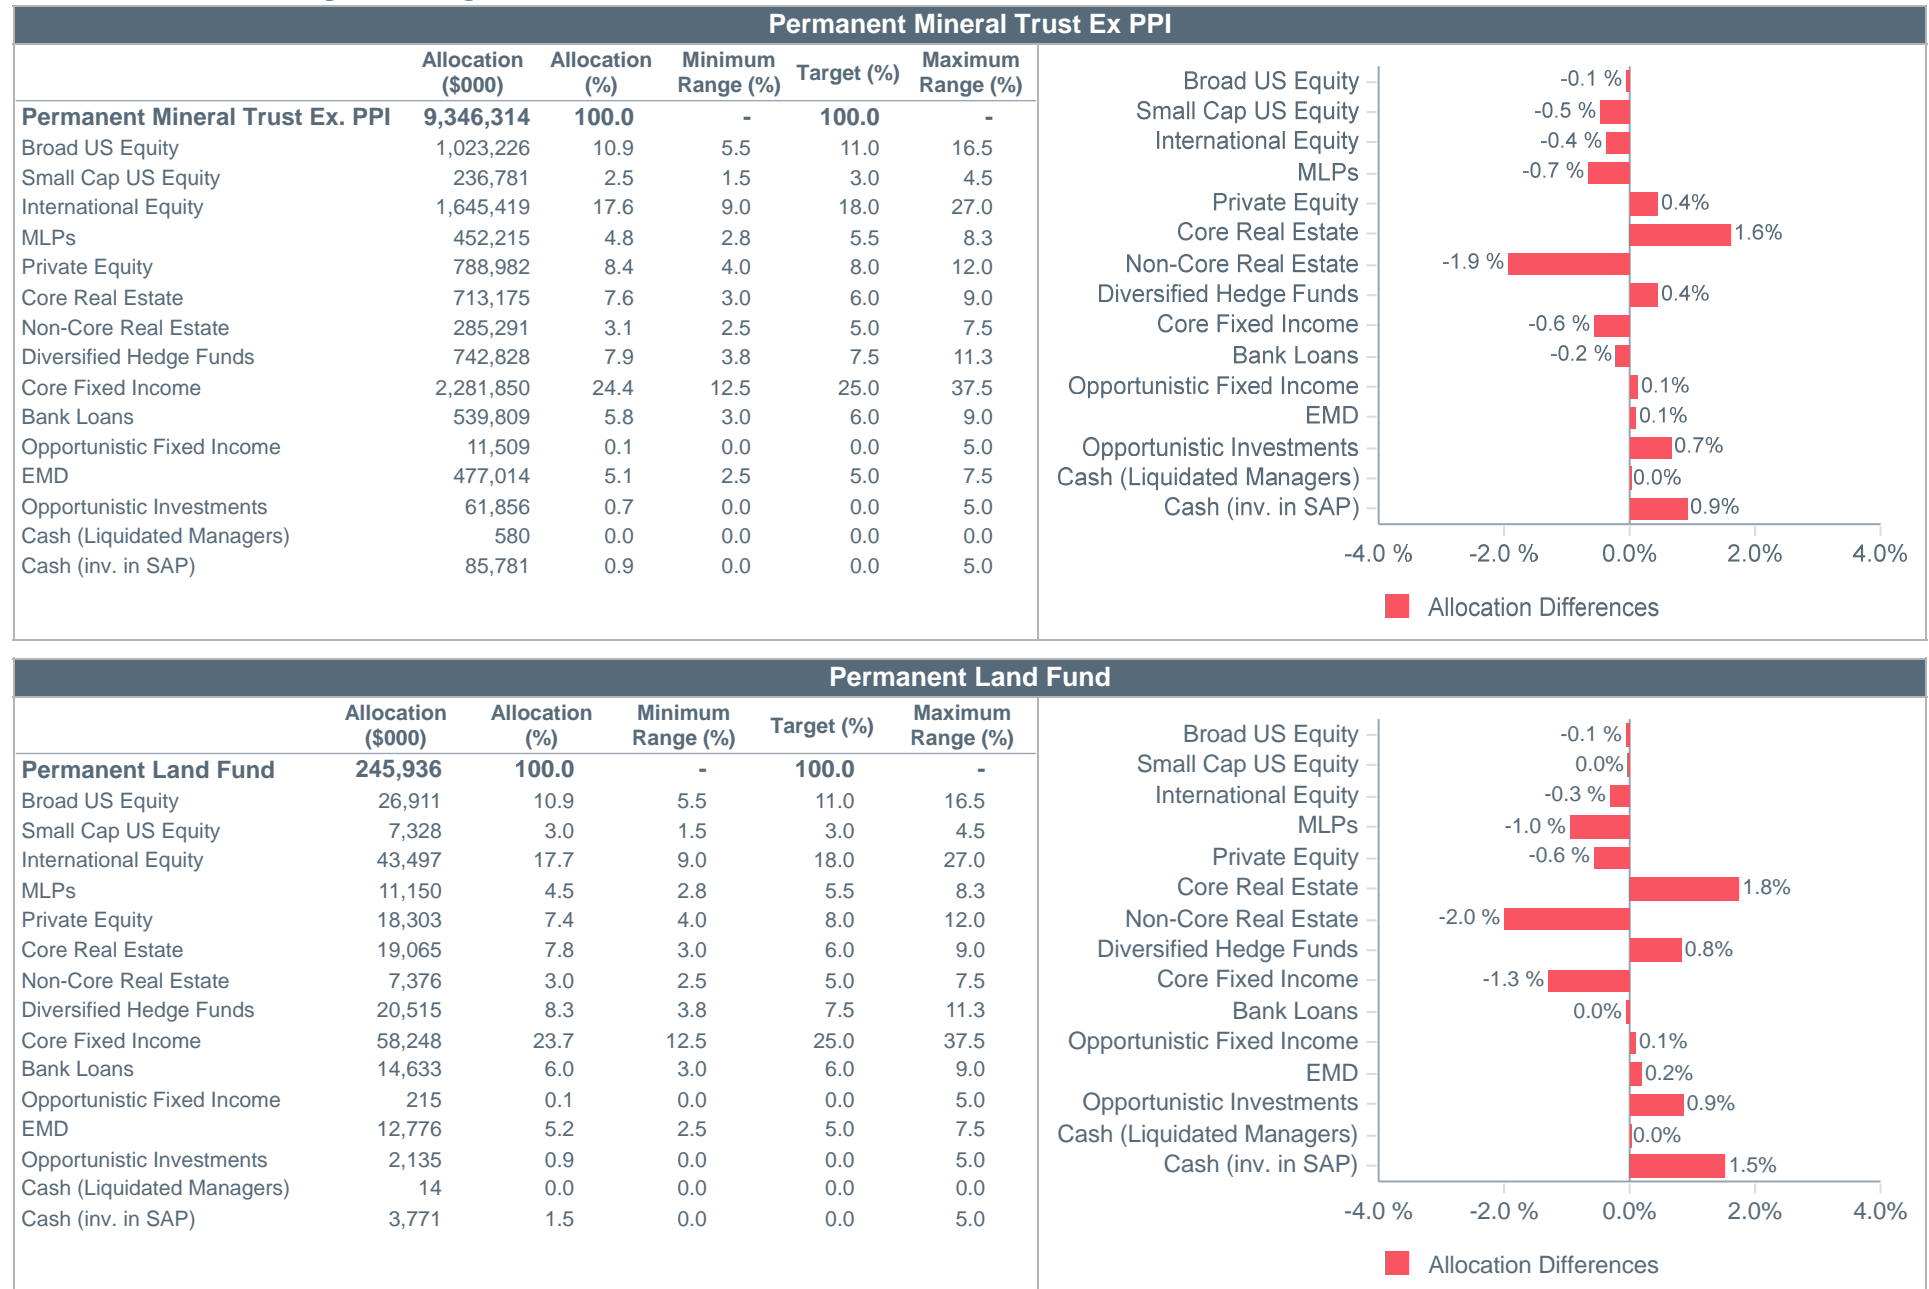 Permanent Mineral Trust Ex PPI
Allocation ($000) Allocation (%) Minimum Range (%) Target (%) Maximum Range (%)
Permanent Mineral Trust Ex. PPI 9,346,314 100.0 - 100.0 -
Broad US Equity 1,023,226 10.9 5.5 11.0 16.5
Small Cap US Equity 236,781 2.5 1.5 3.0 4.5
International Equity 1,645,419 17.6 9.0 18.0 27.0
MLPs 452,215 4.8 2.8 5.5 8.3
Private Equity 788,982 8.4 4.0 8.0 12.0
Core Real Estate 713,175 7.6 3.0 6.0 9.0
Non-Core Real Estate 285,291 3.1 2.5 5.0 7.5
Diversified Hedge Funds 742,828 7.9 3.8 7.5 11.3
Core Fixed Income 2,281,850 24.4 12.5 25.0 37.5
Bank Loans 539,809 5.8 3.0 6.0 9.0
Opportunistic Fixed Income 11,509 0.1 0.0 0.0 5.0
EMD 477,014 5.1 2.5 5.0 7.5
Opportunistic Investments 61,856 0.7 0.0 0.0 5.0
Cash (Liquidated Managers) 580 0.0 0.0 0.0 0.0
Cash (inv. in SAP) 85,781 0.9 0.0 0.0 5.0
Broad US Equity -0.1 %
Small Cap US Equity -0.5 %
International Equity -0.4 %
MLPs -0.7 %
Private Equity 0.4%
Core Real Estate 1.6%
Non-Core Real Estate -1.9 %
Diversified Hedge Funds 0.4%
Core Fixed Income -0.6 %
Bank Loans -0.2 %
Opportunistic Fixed Income 0.1%
EMD 0.1%
Opportunistic Investments 0.7%
Cash (Liquidated Managers) 0.0%
Cash (inv. in SAP) 0.9%
-4.0 % -2.0 % 0.0% 2.0% 4.0%
Allocation Differences
Permanent Land Fund
Allocation ($000) Allocation (%) Minimum Range (%) Target (%) Maximum Range (%)
Permanent Land Fund 245,936 100.0 - 100.0 -
Broad US Equity 26,911 10.9 5.5 11.0 16.5
Small Cap US Equity 7,328 3.0 1.5 3.0 4.5
International Equity 43,497 17.7 9.0 18.0 27.0
MLPs 11,150 4.5 2.8 5.5 8.3
Private Equity 18,303 7.4 4.0 8.0 12.0
Core Real Estate 19,065 7.8 3.0 6.0 9.0
Non-Core Real Estate 7,376 3.0 2.5 5.0 7.5
Diversified Hedge Funds 20,515 8.3 3.8 7.5 11.3
Core Fixed Income 58,248 23.7 12.5 25.0 37.5
Bank Loans 14,633 6.0 3.0 6.0 9.0
Opportunistic Fixed Income 215 0.1 0.0 0.0 5.0
EMD 12,776 5.2 2.5 5.0 7.5
Opportunistic Investments 2,135 0.9 0.0 0.0 5.0
Cash (Liquidated Managers) 14 0.0 0.0 0.0 0.0
Cash (inv. in SAP) 3,771 1.5 0.0 0.0 5.0
Broad US Equity -0.1 %
Small Cap US Equity 0.0%
International Equity -0.3 %
MLPs -1.0 %
Private Equity -0.6 %
Core Real Estate 1.8%
Non-Core Real Estate -2.0 %
Diversified Hedge Funds 0.8%
Core Fixed Income -1.3 %
Bank Loans 0.0%
Opportunistic Fixed Income 0.1%
EMD 0.2%
Opportunistic Investments 0.9%
Cash (Liquidated Managers) 0.0%
Cash (inv. in SAP) 1.5%
-4.0 % -2.0 % 0.0% 2.0% 4.0%
Allocation Differences